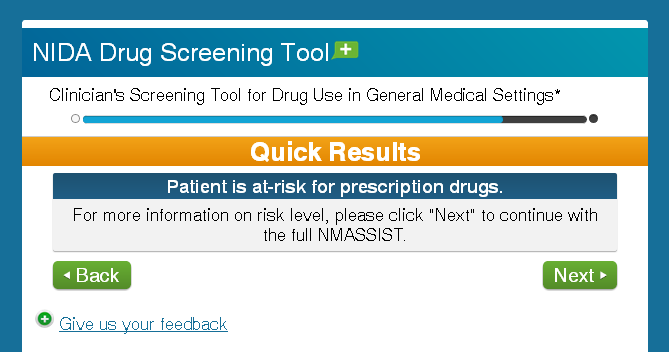 NIDA Drug Screening Tool
Clinician's Screening Tool for Drug Use in General Medical Settings*
Quick Results
Patient is at-risk for prescription drugs.
For more information on risk level, please click "Next" to continue with
the full NMASSIST.
Back
Next
Give us your feedback